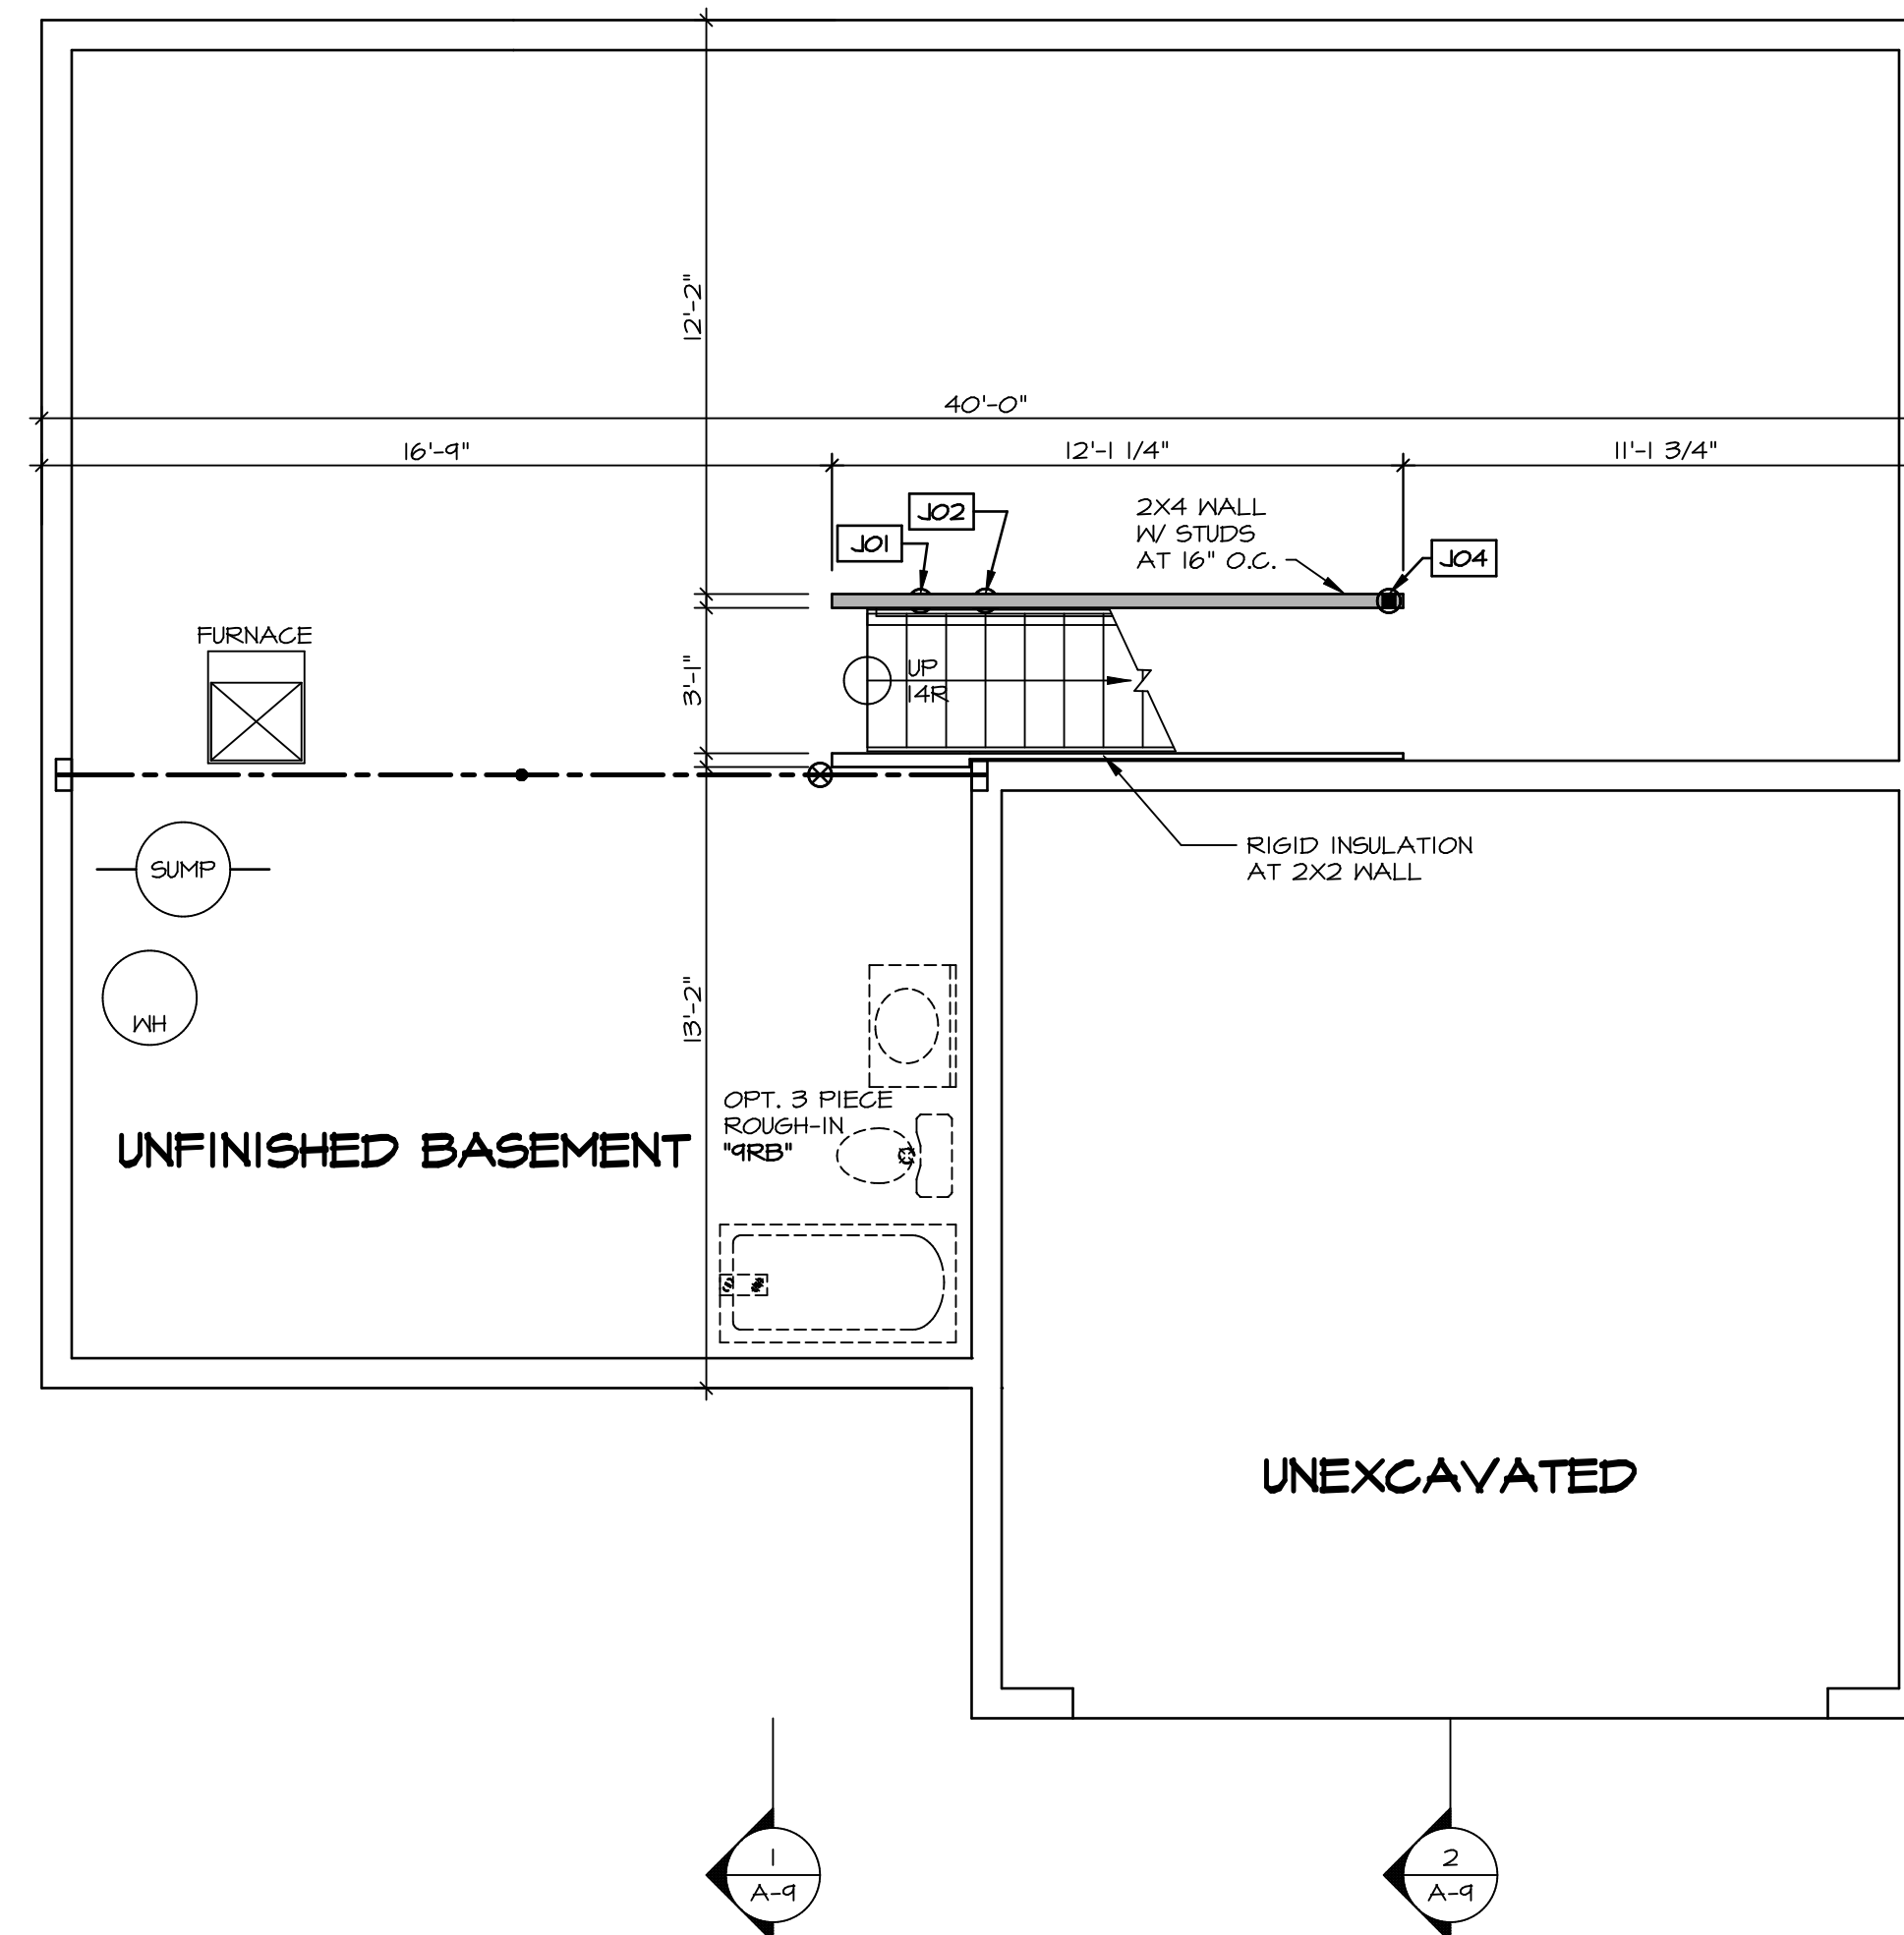 12'-2"
40'-0"
16'-9"
12'-1 1/4"
11'-1 3/4"
J02
J01
2X4 WALL
W/ STUDS
AT 16" O.C.
J04
FURNACE
3'-1"
UP
14R
SUMP
RIGID INSULATION
AT 2X2 WALL
WH
13'-2"
OPT. 3 PIECE
ROUGH-IN
"9RB"
UNFINISHED BASEMENT
UNEXCAVATED
1
A-9
2
A-9